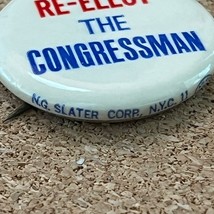 RE-ELECT
THE
CONGRESSMAN
N.G. SLATER CORP., N.Y.C. 11